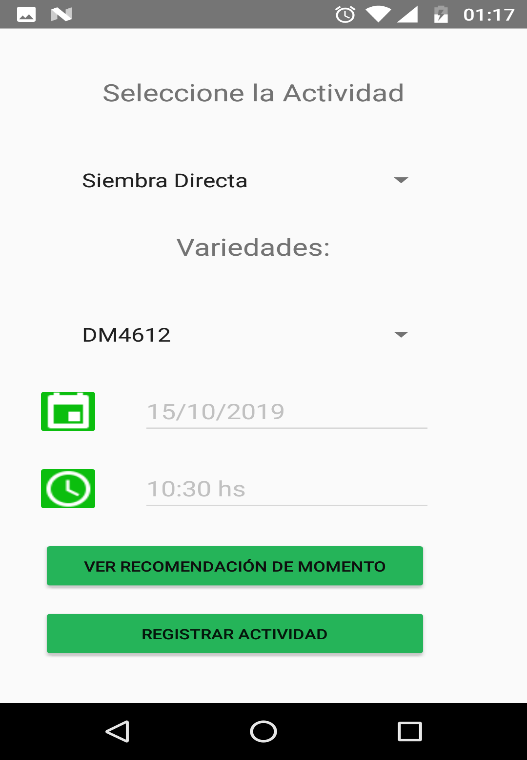 01:17
Seleccione la Actividad
Siembra Directa
Variedades:
DM4612
15/10/2019
10:30 hs
VER RECOMENDACIÓN DE MOMENTO
REGISTRAR ACTIVIDAD